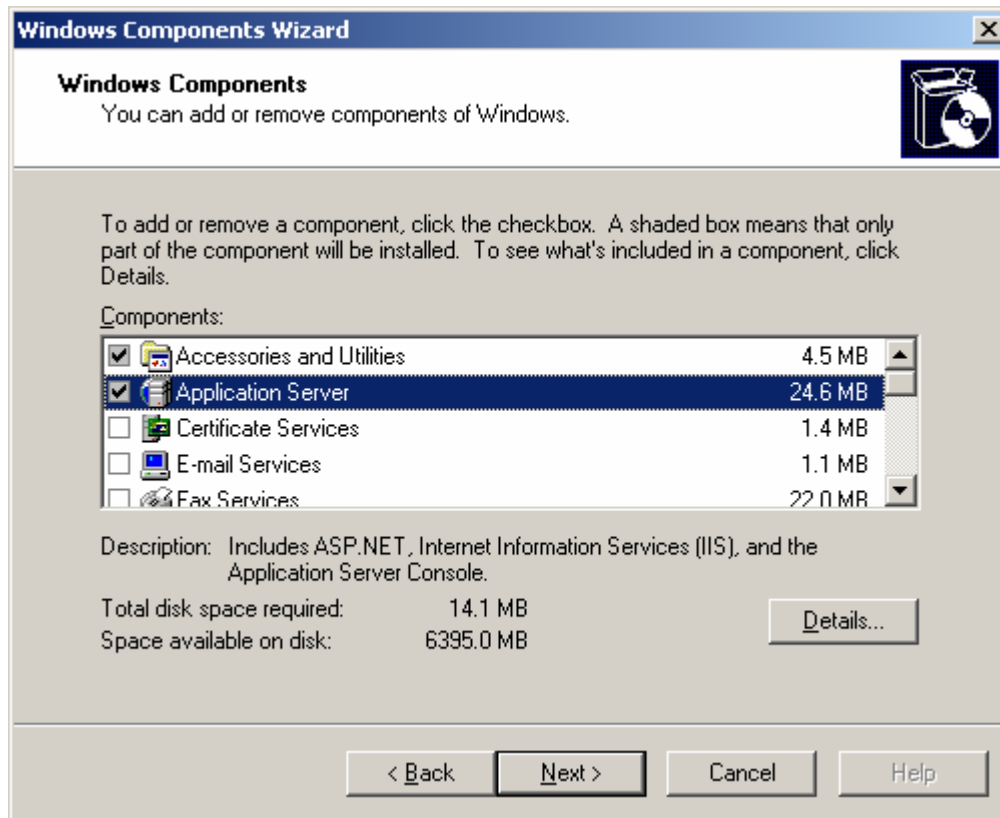 Windows Components Wizard
Windows Components
You can add or remove components of Windows.
To add or remove a component, click the checkbox. A shaded box means that only
part of the component will be installed. To see what's included in a component, click
Details.
Components:
Accessories and Utilities 4.5 MB
Application Server 24.6 MB
Certificate Services 1.4 MB
E-mail Services 1.1 MB
Fax Services 22.0 MB
Description: Includes ASP.NET, Internet Information Services (IIS), and the
Application Server Console.
Total disk space required: 14.1 MB
Space available on disk: 6395.0 MB
Details...
< Back Next > Cancel Help